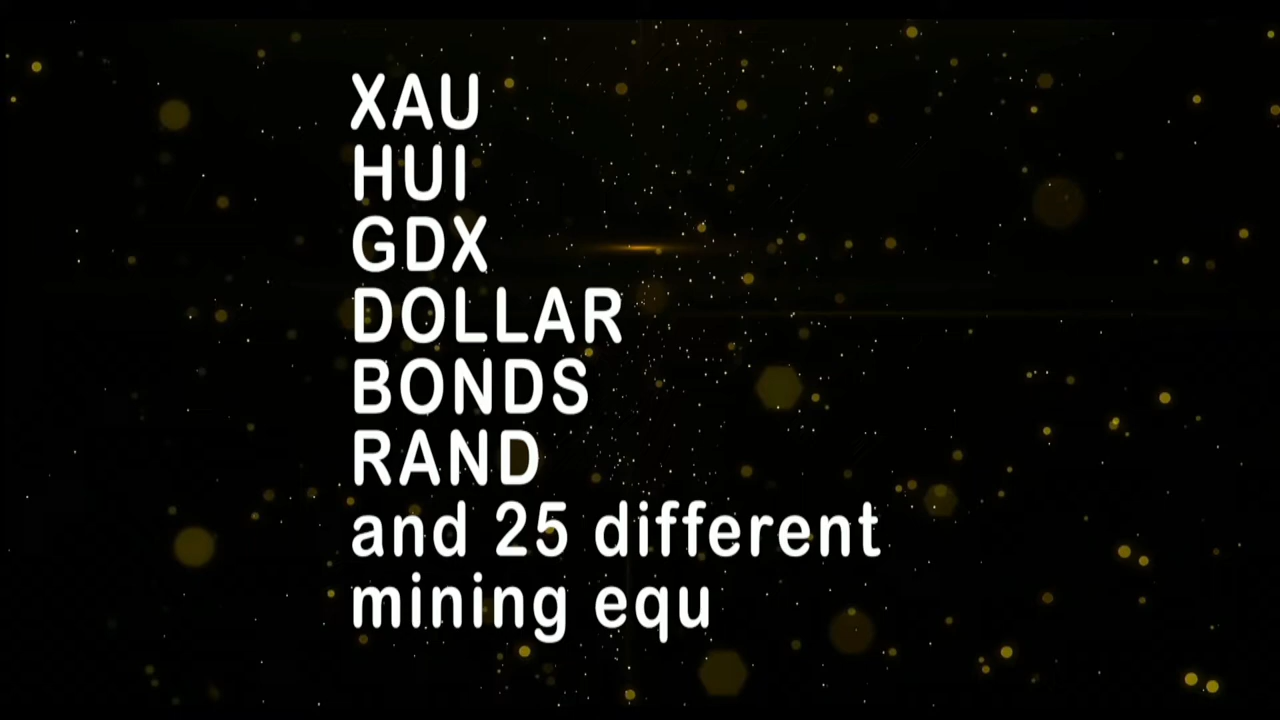 XAU
HUI
GDX
DOLLAR
BONDS
RAND
and 25 different
mining equ